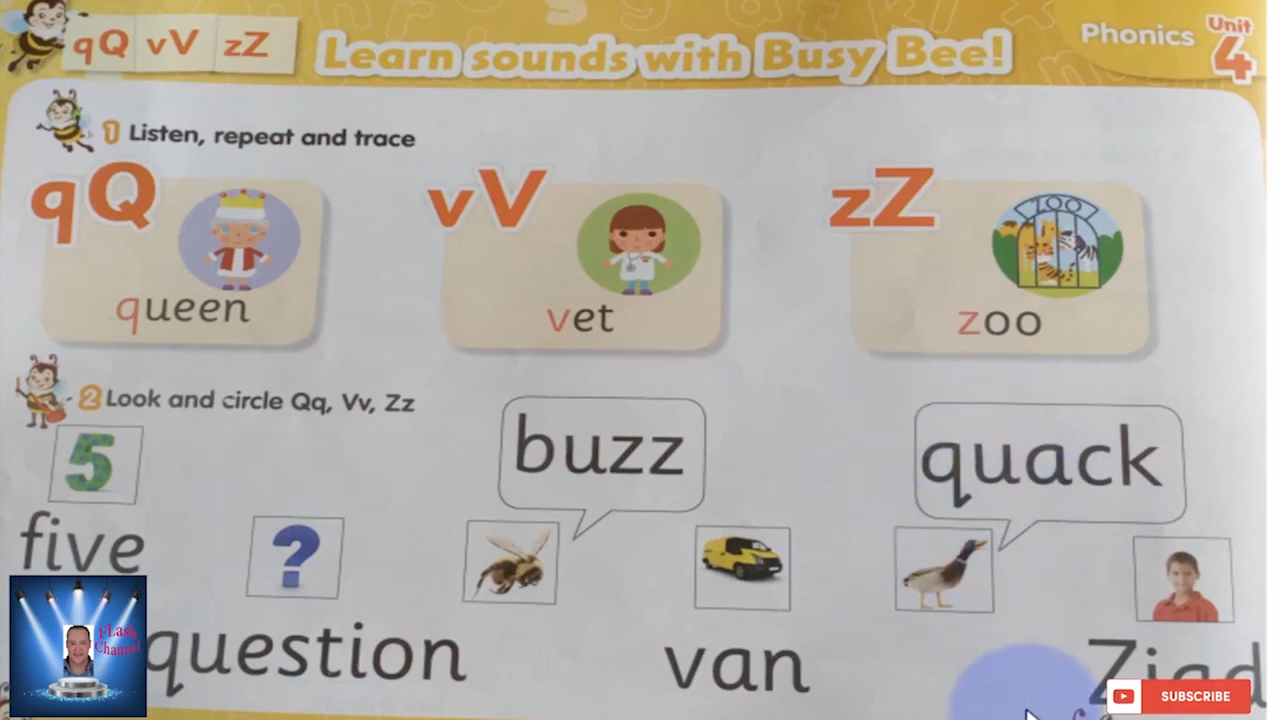 qQ vV zZ
Learn sounds with Busy Bee!
Phonics Unit 4
1 Listen, repeat and trace
qQ
vV
zZ
ZOO
queen
vet
zoo
2 Look and circle Qq, Vv, Zz
5
buzz
quack
five
?
question
van
Ziad
FLash
Channel
SUBSCRIBE